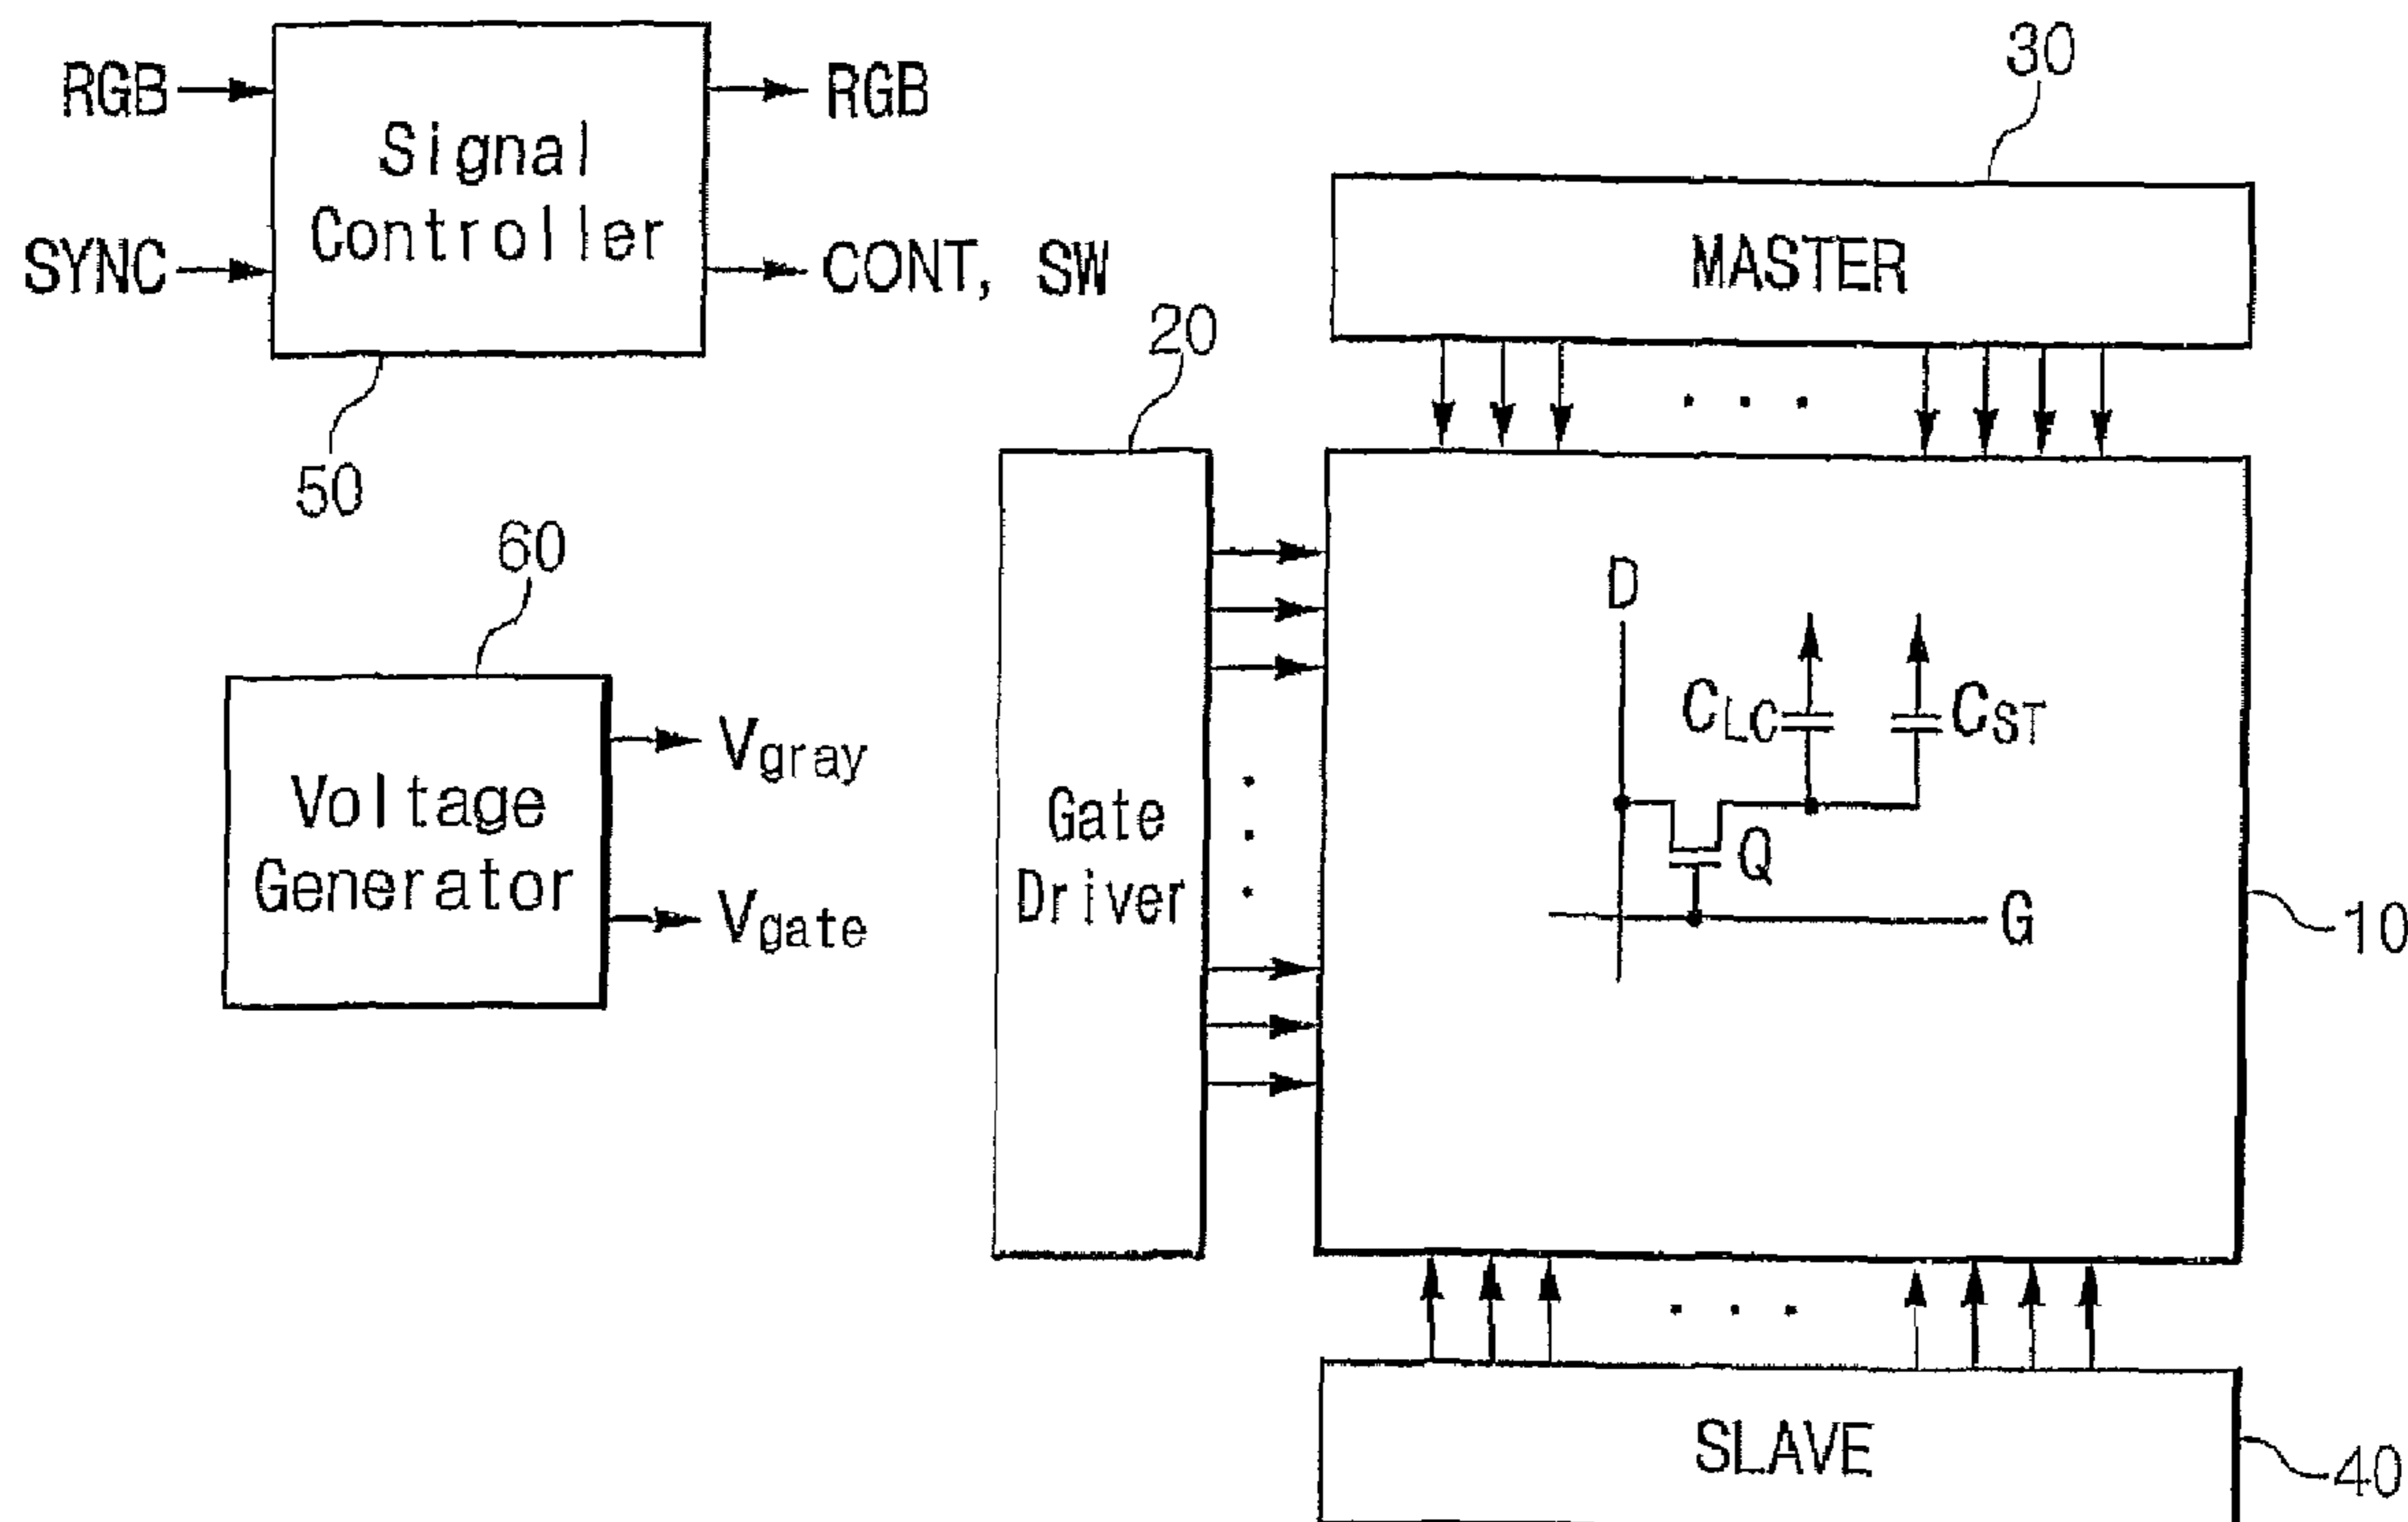 RGB
SYNC
Signal
Controller
RGB
CONT, SW
50
60
Voltage
Generator
Vgray
Vgate
20
Gate
Driver
30
MASTER
D
CLC
CST
Q
G
10
SLAVE
40